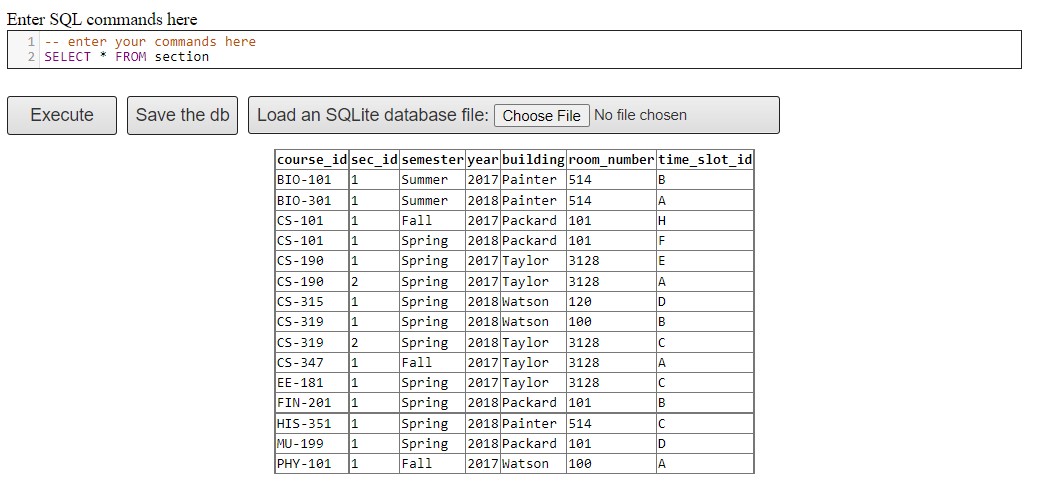 Enter SQL commands here
1 -- enter your commands here
2 SELECT * FROM section
Execute Save the db Load an SQLite database file: Choose File No file chosen
course_id sec_id semester year building room_number time_slot_id
BIO-101 1 Summer 2017 Painter 514 B
BIO-301 1 Summer 2018 Painter 514 A
CS-101 1 Fall 2017 Packard 101 H
CS-101 1 Spring 2018 Packard 101 F
CS-190 1 Spring 2017 Taylor 3128 E
CS-190 2 Spring 2017 Taylor 3128 A
CS-315 1 Spring 2018 Watson 120 D
CS-319 1 Spring 2018 Watson 100 B
CS-319 2 Spring 2018 Taylor 3128 C
CS-347 1 Fall 2017 Taylor 3128 A
EE-181 1 Spring 2017 Taylor 3128 C
FIN-201 1 Spring 2018 Packard 101 B
HIS-351 1 Spring 2018 Painter 514 C
MU-199 1 Spring 2018 Packard 101 D
PHY-101 1 Fall 2017 Watson 100 A